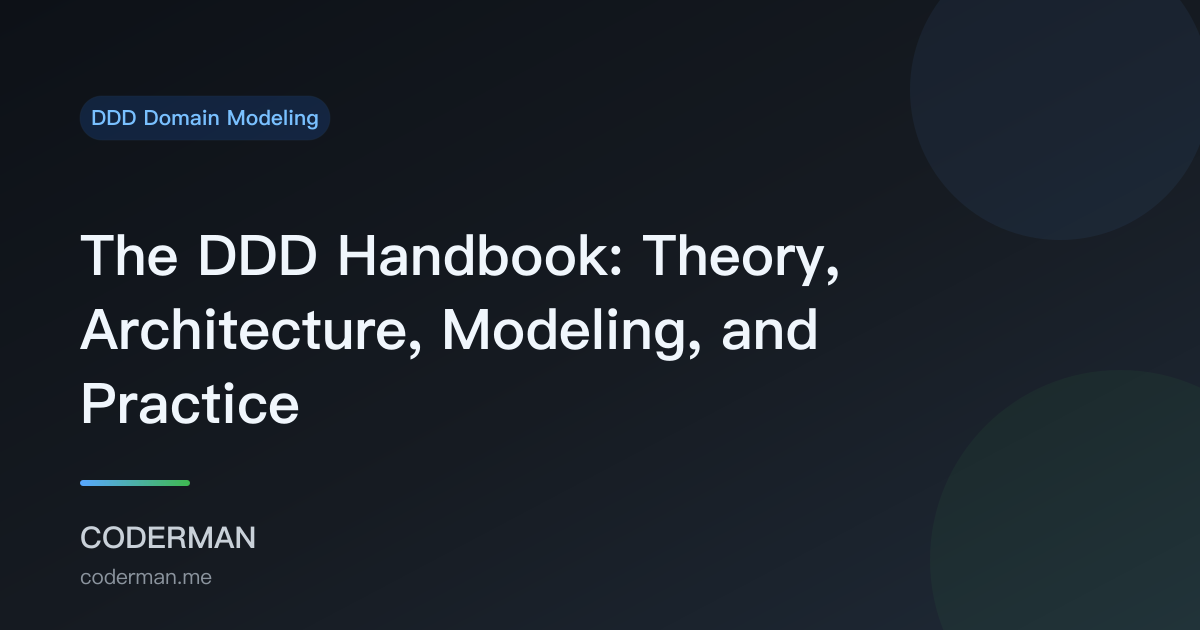 DDD Domain Modeling
The DDD Handbook: Theory,
Architecture, Modeling, and
Practice
CODERMAN
coderman.me